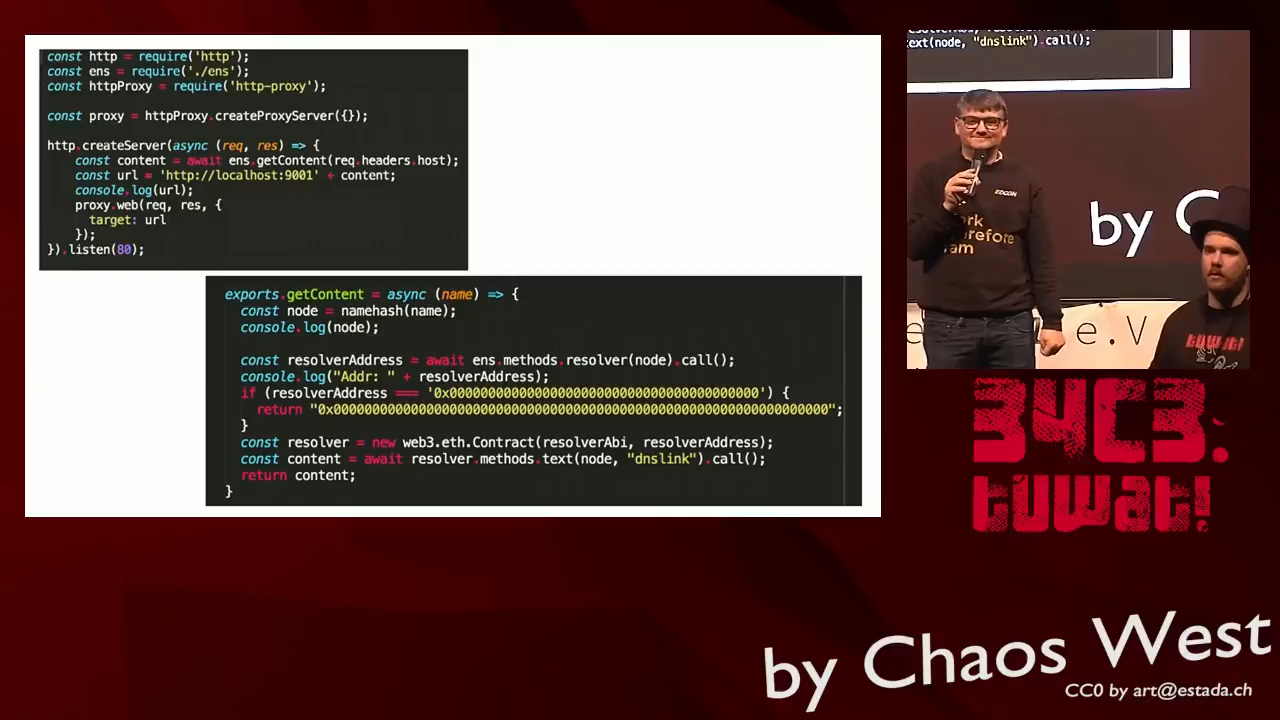 const http = require('http');
const ens = require('./ens');
const httpProxy = require('http-proxy');
const proxy = httpProxy.createProxyServer({});
http.createServer(async (req, res) => {
const content = await ens.getContent(req.headers.host);
const url = 'http://localhost:9001' + content;
console.log(url);
proxy.web(req, res, {
target: url
});
}).listen(80);
exports.getContent = async (name) => {
const node = namehash(name);
console.log(node);
const resolverAddress = await ens.methods.resolver(node).call();
console.log("Addr: " + resolverAddress);
if (resolverAddress === '0x0000000000000000000000000000000000000000') {
return "0x0000000000000000000000000000000000000000000000000000000000000000";
}
const resolver = new web3.eth.Contract(resolverAbi, resolverAddress);
const content = await resolver.methods.text(node, "dnslink").call();
return content;
}
text(node, "dnslink").call();
EDCON
by C
e.V
tuwat!
34C3:
tuwat!
by Chaos West
CC0 by art@estada.ch